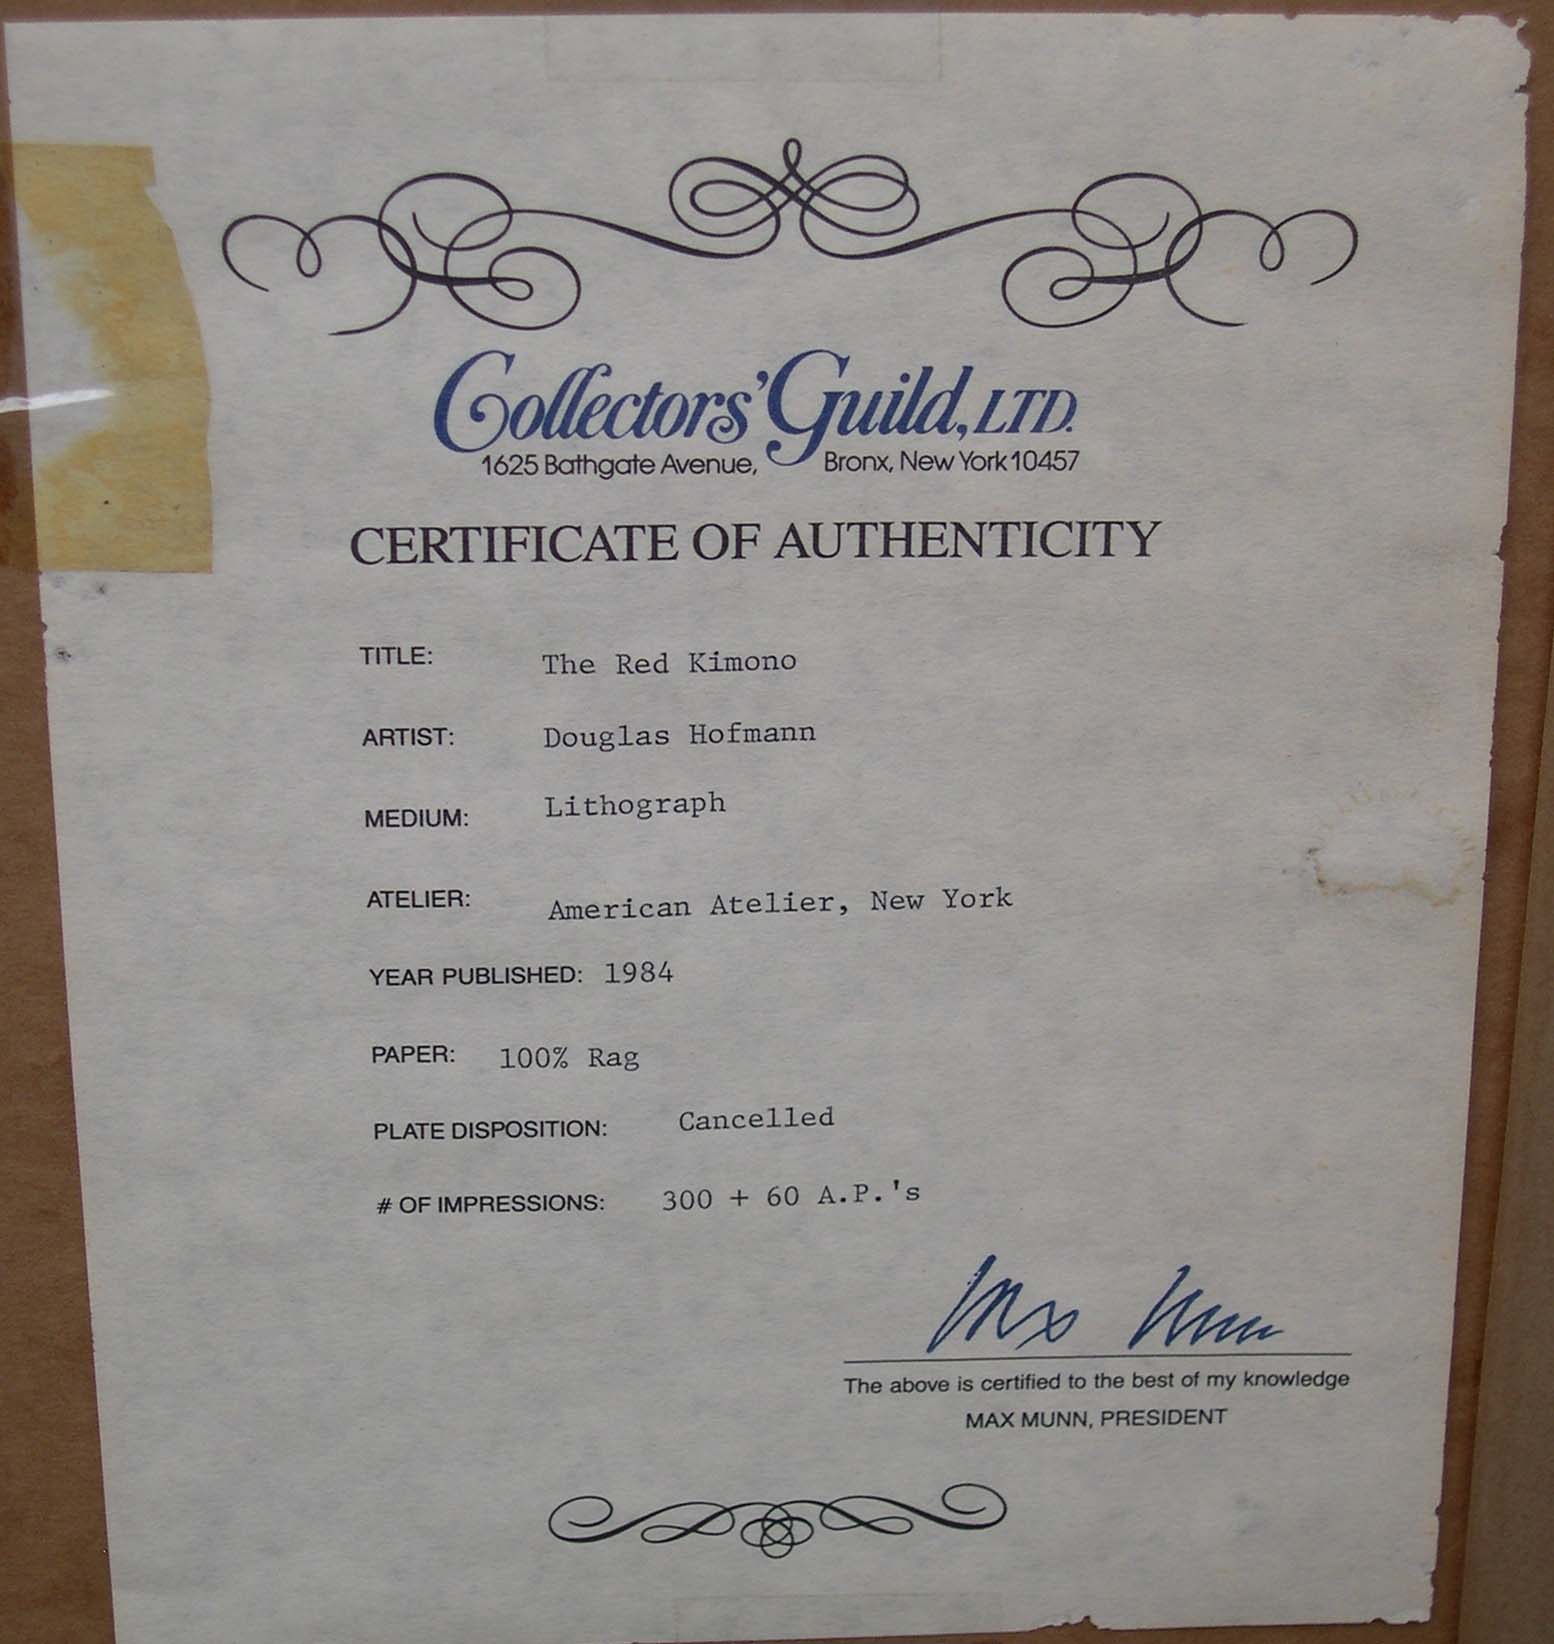 Collectors' Guild, LTD.
1625 Bathgate Avenue, Bronx, New York 10457
CERTIFICATE OF AUTHENTICITY
TITLE: The Red Kimono
ARTIST: Douglas Hofmann
MEDIUM: Lithograph
ATELIER: American Atelier, New York
YEAR PUBLISHED: 1984
PAPER: 100% Rag
PLATE DISPOSITION: Cancelled
# OF IMPRESSIONS: 300 + 60 A.P.'s
Max Munn
The above is certified to the best of my knowledge
MAX MUNN, PRESIDENT